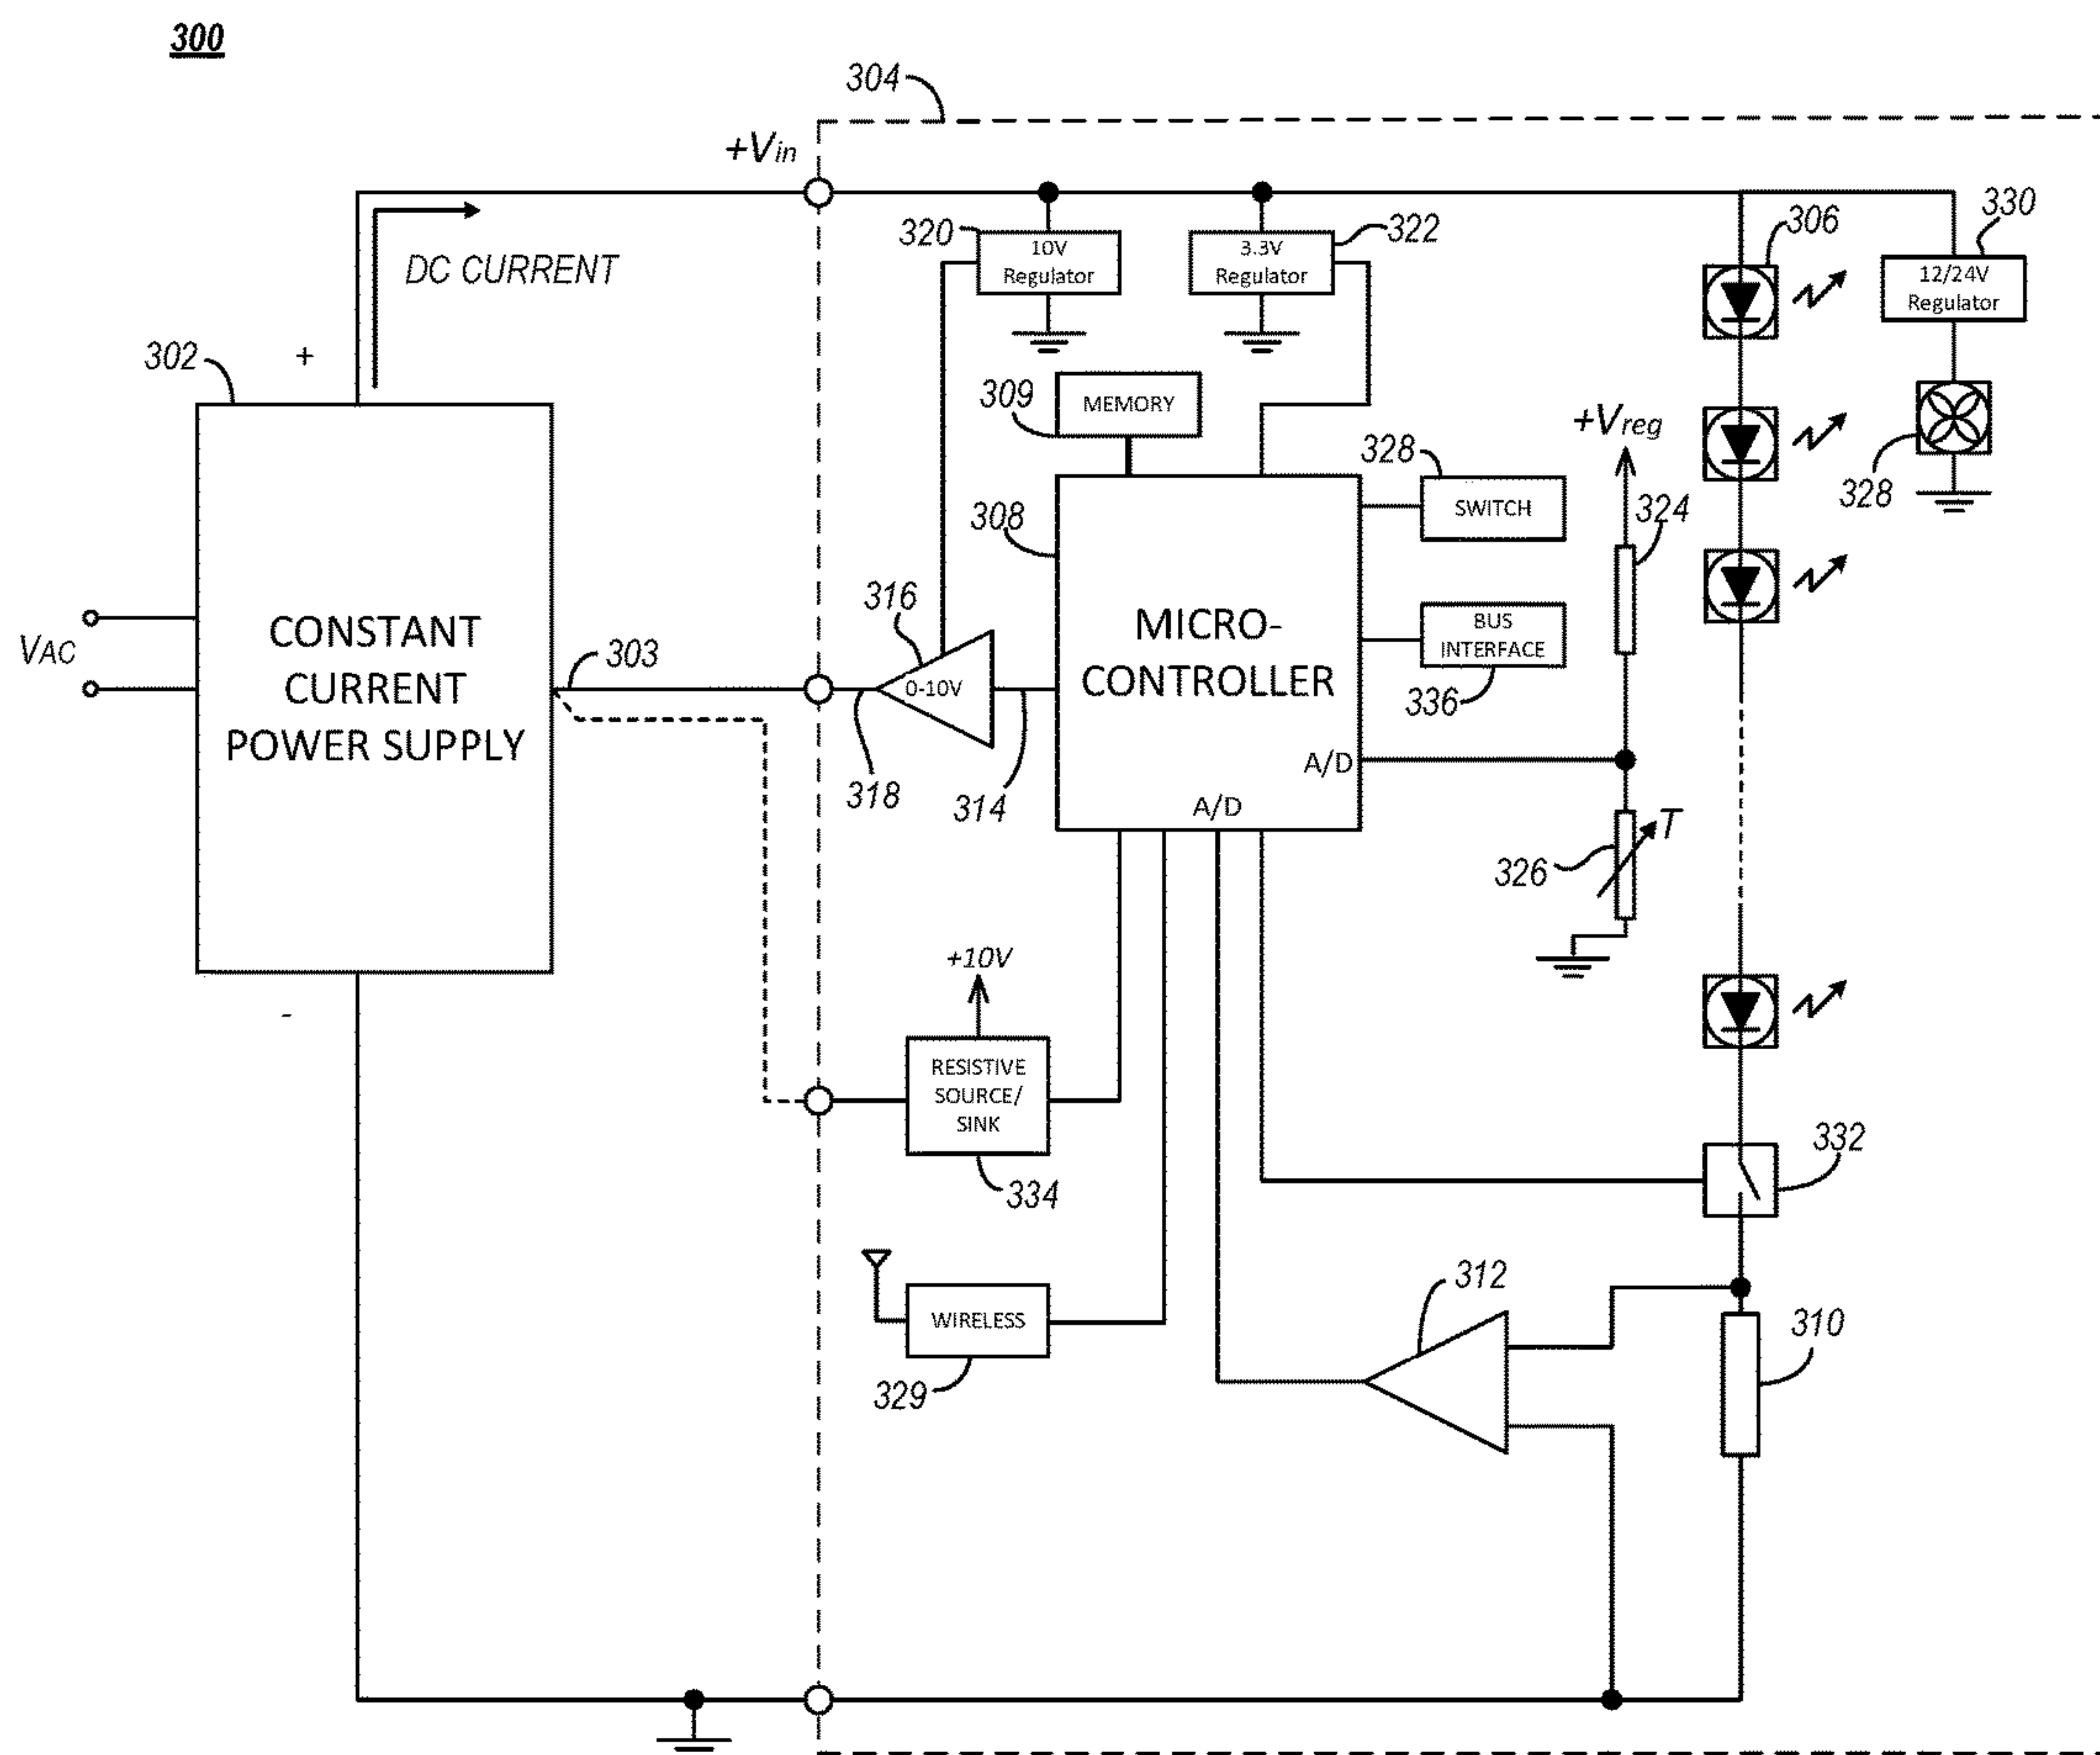 300
304
+Vin
DC CURRENT
320
10V
Regulator
3.3V
Regulator
322
306
330
12/24V
Regulator
302
+
309
MEMORY
+Vreg
328
SWITCH
328
308
324
VAC
CONSTANT
CURRENT
POWER SUPPLY
303
316
0-10V
318
314
MICRO-
CONTROLLER
BUS
INTERFACE
336
A/D
A/D
326
T
-
+10V
RESISTIVE
SOURCE/
SINK
334
332
WIRELESS
329
312
310